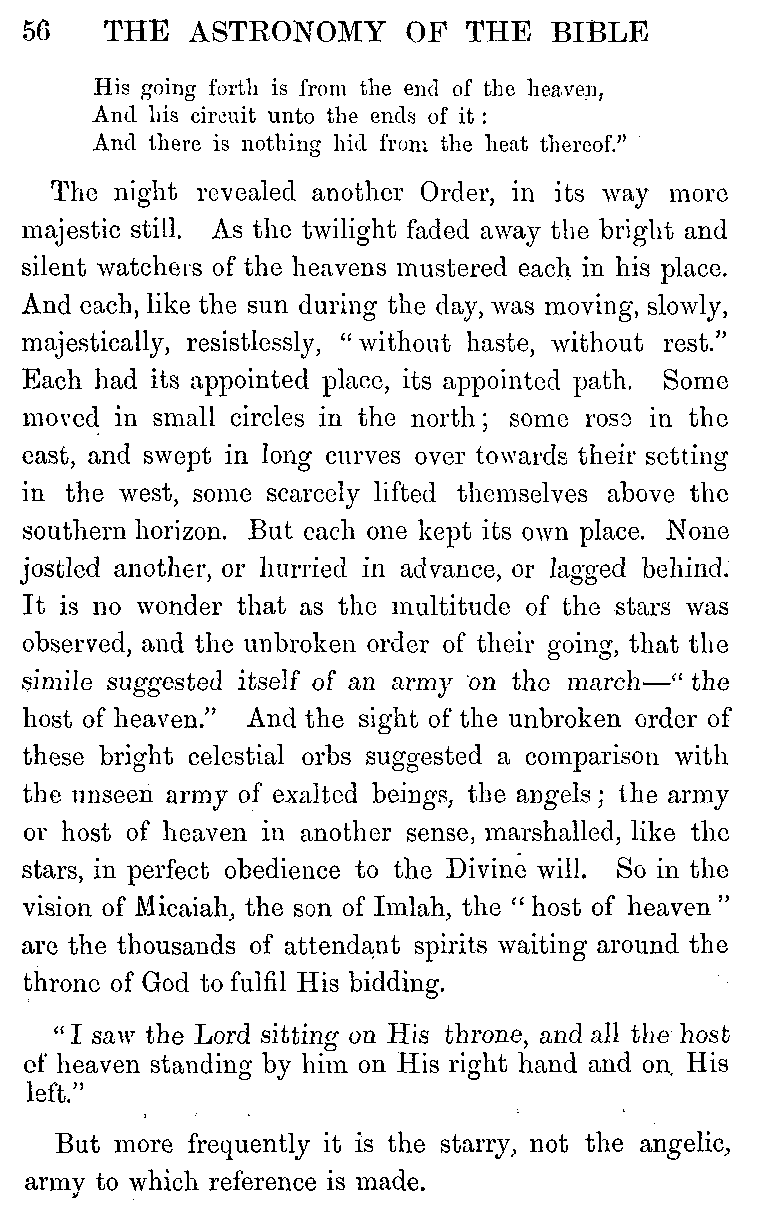 56 THE ASTRONOMY OF THE BIBLE
His going forth is from the end of the heaven,
And his circuit unto the ends of it :
And there is nothing hid from the heat thereof."
The night revealed another Order, in its way more
majestic still. As the twilight faded away the bright and
silent watchers of the heavens mustered each in his place.
And each, like the sun during the day, was moving, slowly,
majestically, resistlessly, "without haste, without rest."
Each had its appointed place, its appointed path. Some
moved in small circles in the north; some rose in the
east, and swept in long curves over towards their setting
in the west, some scarcely lifted themselves above the
southern horizon. But each one kept its own place. None
jostled another, or hurried in advance, or lagged behind.
It is no wonder that as the multitude of the stars was
observed, and the unbroken order of their going, that the
simile suggested itself of an army on the march—"the
host of heaven." And the sight of the unbroken order of
these bright celestial orbs suggested a comparison with
the unseen army of exalted beings, the angels; the army
or host of heaven in another sense, marshalled, like the
stars, in perfect obedience to the Divine will. So in the
vision of Micaiah, the son of Imlah, the "host of heaven"
are the thousands of attendant spirits waiting around the
throne of God to fulfil His bidding.
"I saw the Lord sitting on His throne, and all the host
of heaven standing by him on His right hand and on His
left."
But more frequently it is the starry, not the angelic,
army to which reference is made.